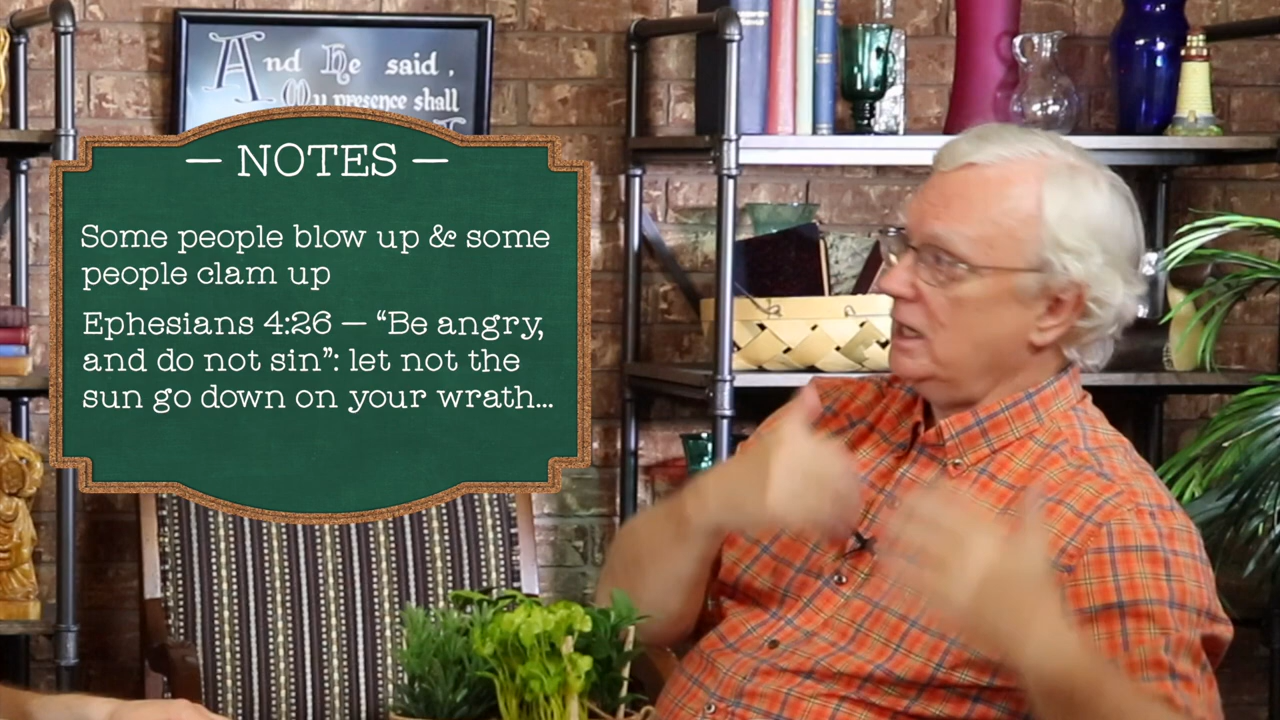 And He said,
My presence shall
— NOTES —
Some people blow up & some
people clam up
Ephesians 4:26 — “Be angry,
and do not sin”: let not the
sun go down on your wrath...